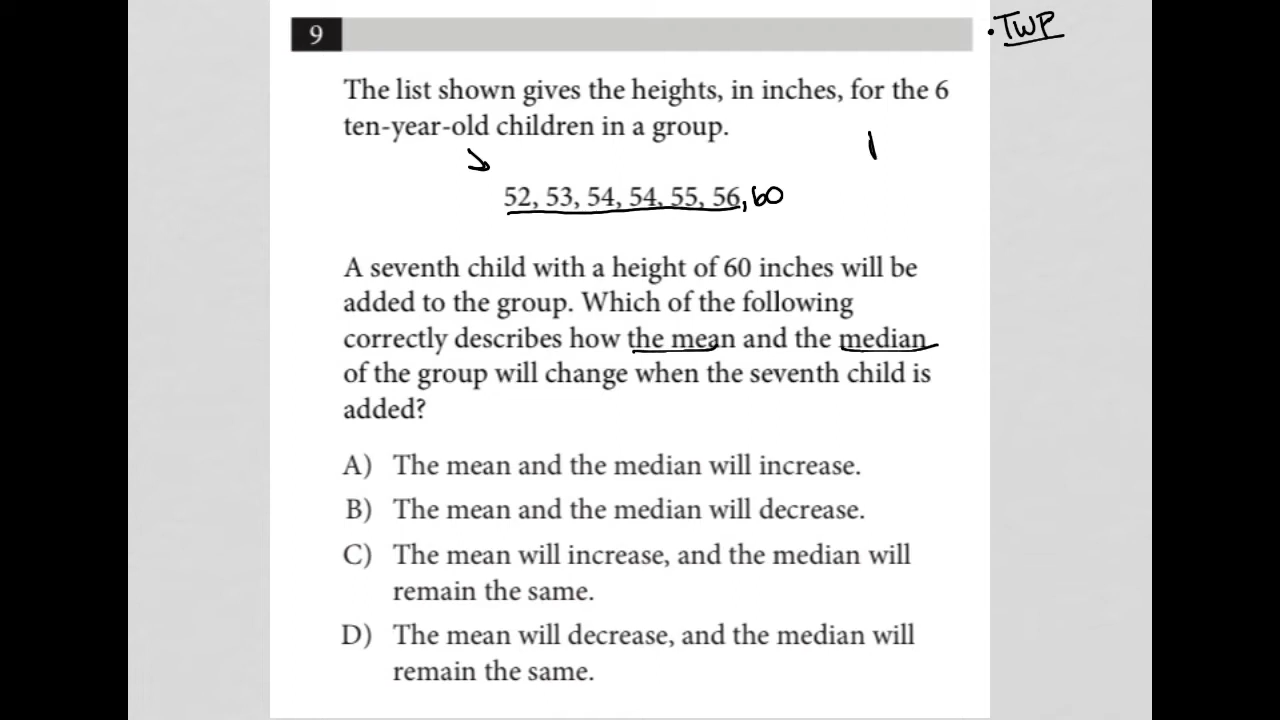 9
TWP
The list shown gives the heights, in inches, for the 6
ten-year-old children in a group.
52, 53, 54, 54, 55, 56, 60
A seventh child with a height of 60 inches will be
added to the group. Which of the following
correctly describes how the mean and the median
of the group will change when the seventh child is
added?
A) The mean and the median will increase.
B) The mean and the median will decrease.
C) The mean will increase, and the median will
remain the same.
D) The mean will decrease, and the median will
remain the same.